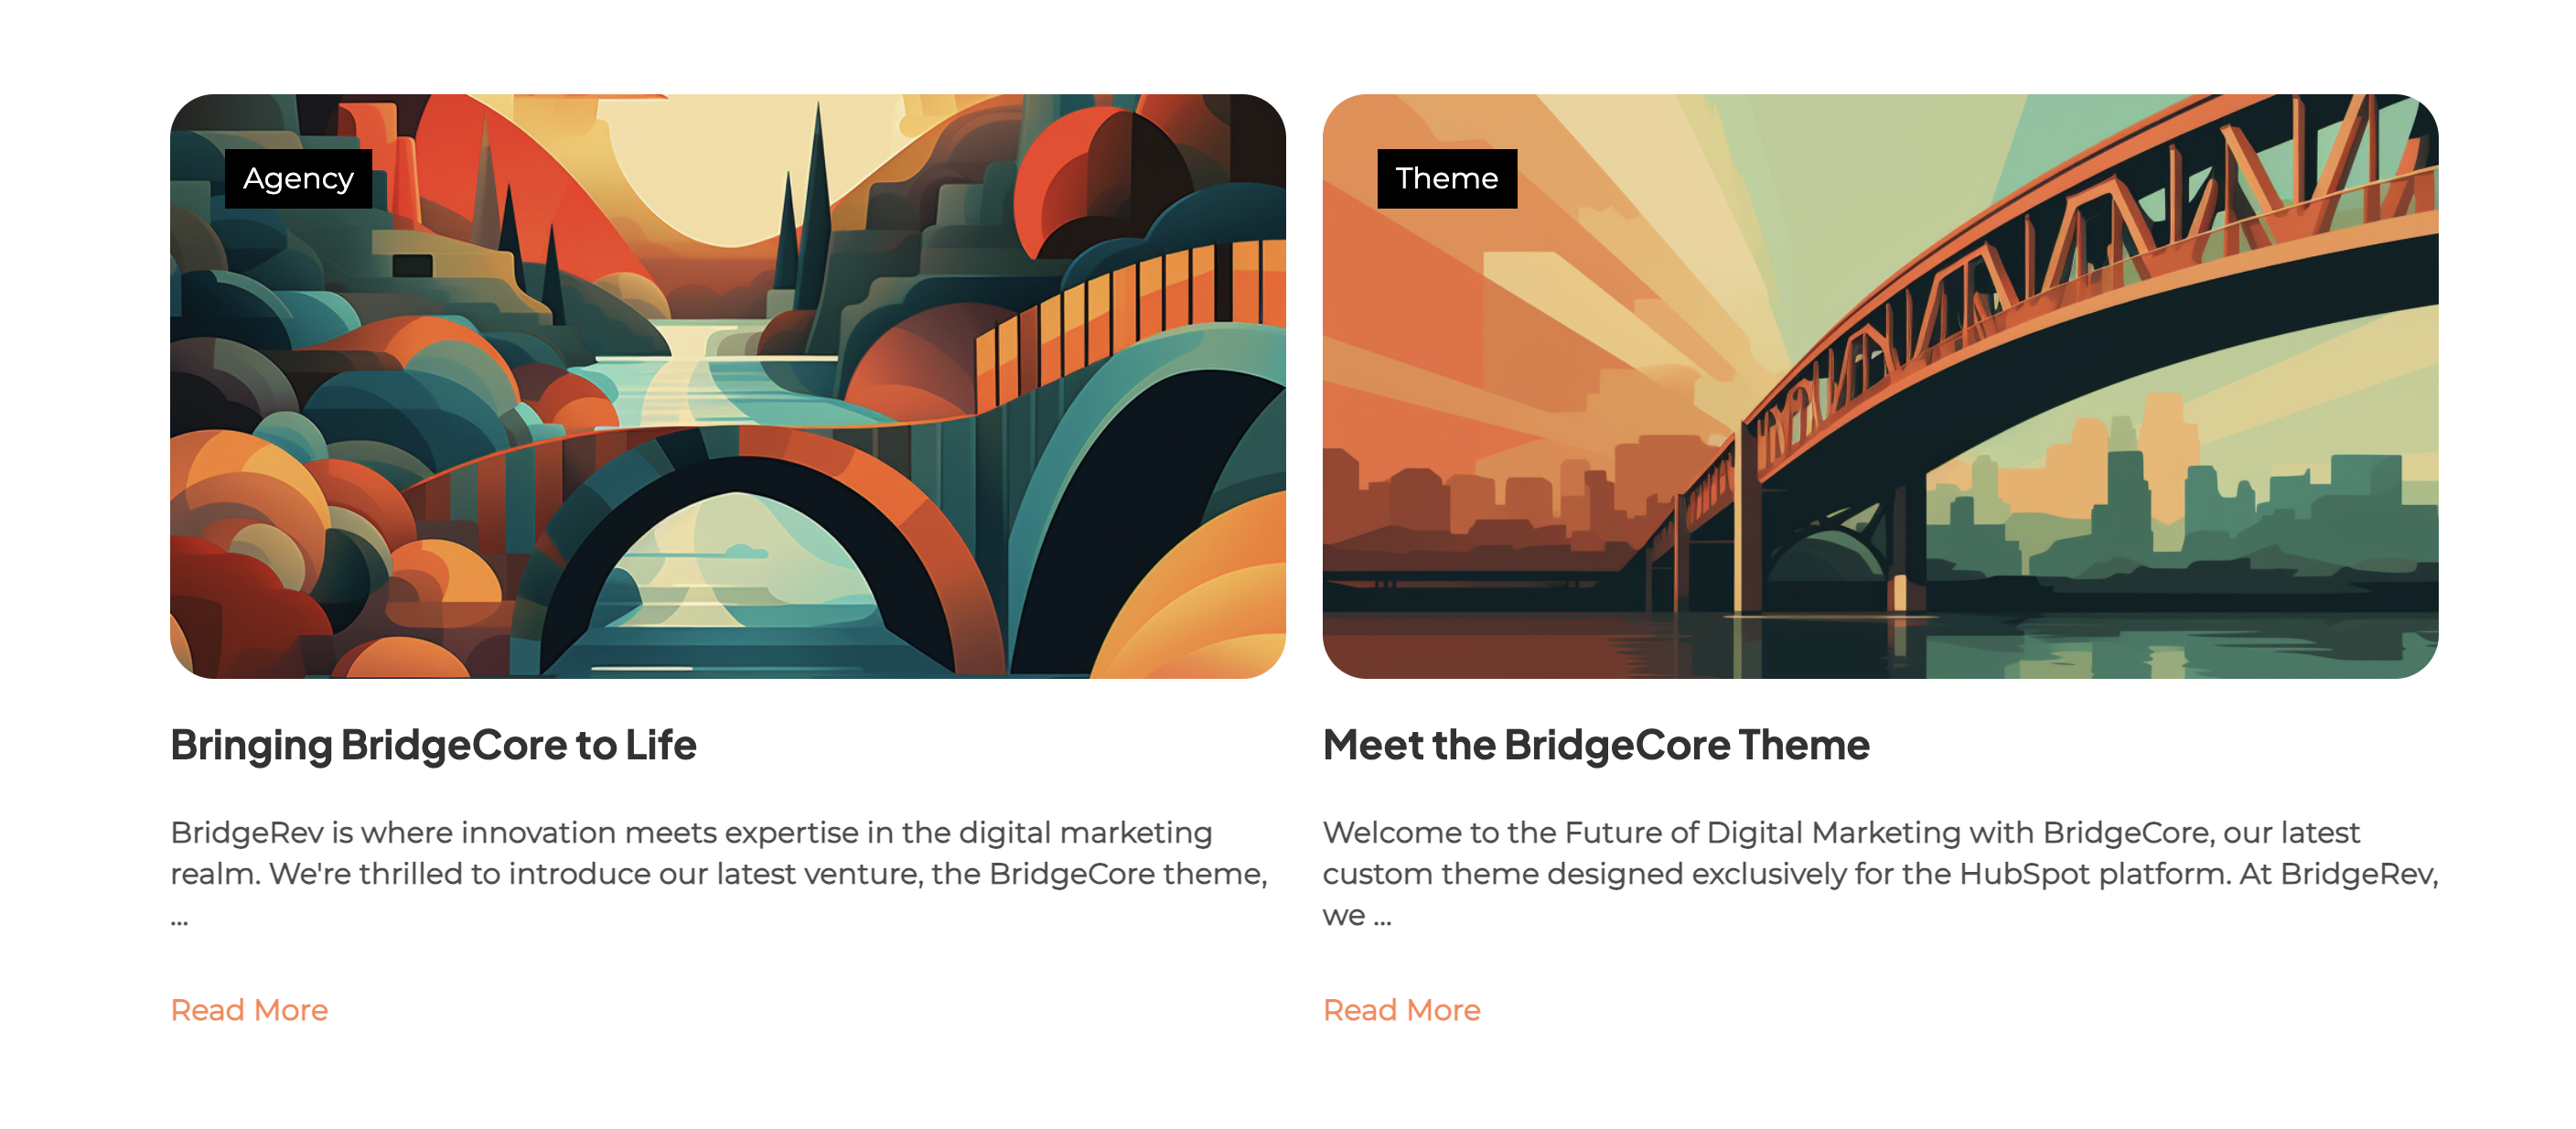 Agency
Bringing BridgeCore to Life
BridgeRev is where innovation meets expertise in the digital marketing
realm. We're thrilled to introduce our latest venture, the BridgeCore theme,
...
Read More
Theme
Meet the BridgeCore Theme
Welcome to the Future of Digital Marketing with BridgeCore, our latest
custom theme designed exclusively for the HubSpot platform. At BridgeRev,
we ...
Read More